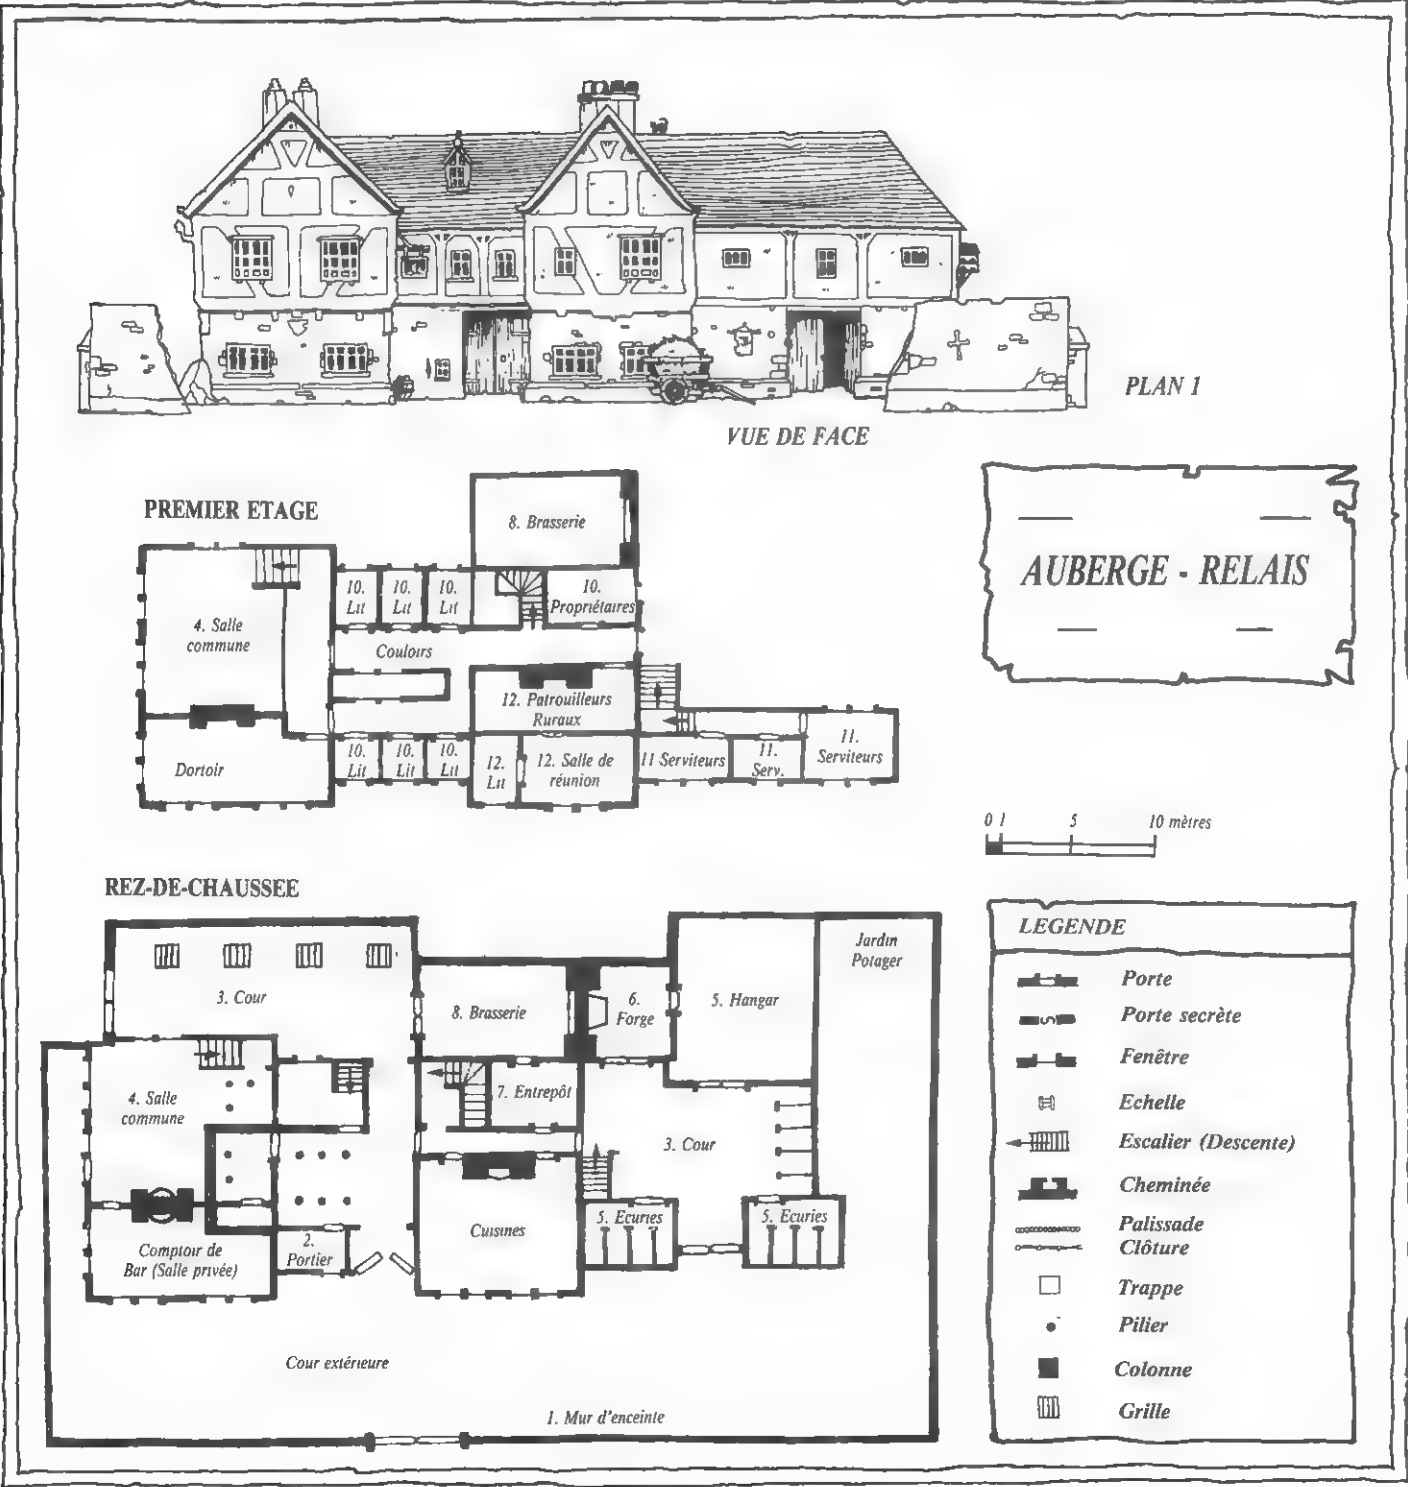 PLAN 1
VUE DE FACE
PREMIER ETAGE
8. Brasserie
10.
Lit
10.
Lit
10.
Lit
10.
Propriétaires
4. Salle
commune
Couloirs
12. Patrouilleurs
Ruraux
Dortoir
10.
Lit
10.
Lit
10.
Lit
12.
Lit
12. Salle de
réunion
11 Serviteurs
11.
Serv.
11.
Serviteurs
AUBERGE - RELAIS
0 1 5 10 mètres
REZ-DE-CHAUSSEE
Jardin
Potager
3. Cour
8. Brasserie
6.
Forge
5. Hangar
4. Salle
commune
7. Entrepôt
3. Cour
5. Ecuries
5. Ecuries
Cuisines
2.
Portier
Comptoir de
Bar (Salle privée)
Cour extérieure
1. Mur d'enceinte
LEGENDE
Porte
Porte secrète
S
Fenêtre
Echelle
Escalier (Descente)
Cheminée
Palissade
Clôture
Trappe
Pilier
Colonne
Grille